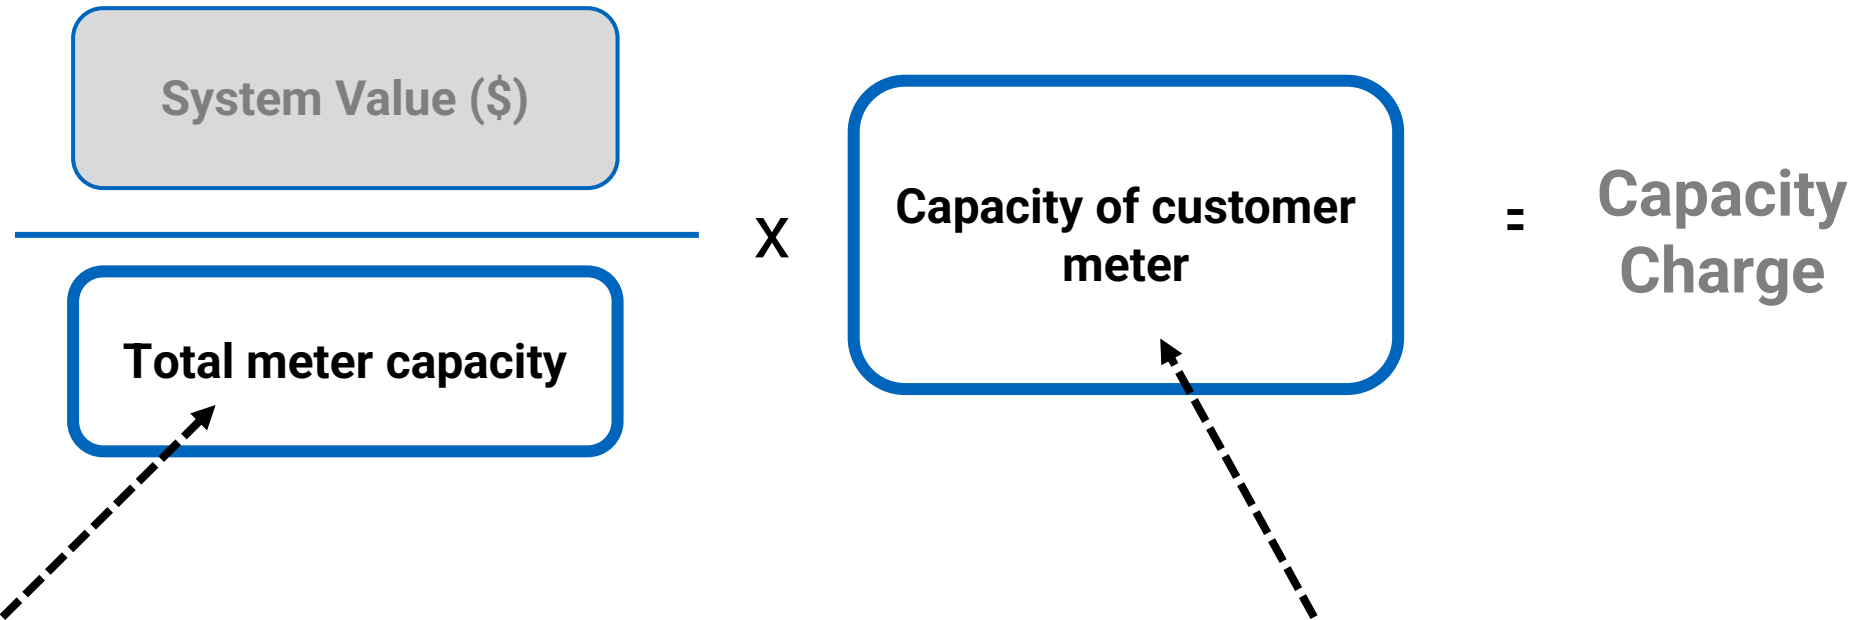 System Value ($)
Total meter capacity
x
Capacity of customer
meter
=
Capacity
Charge